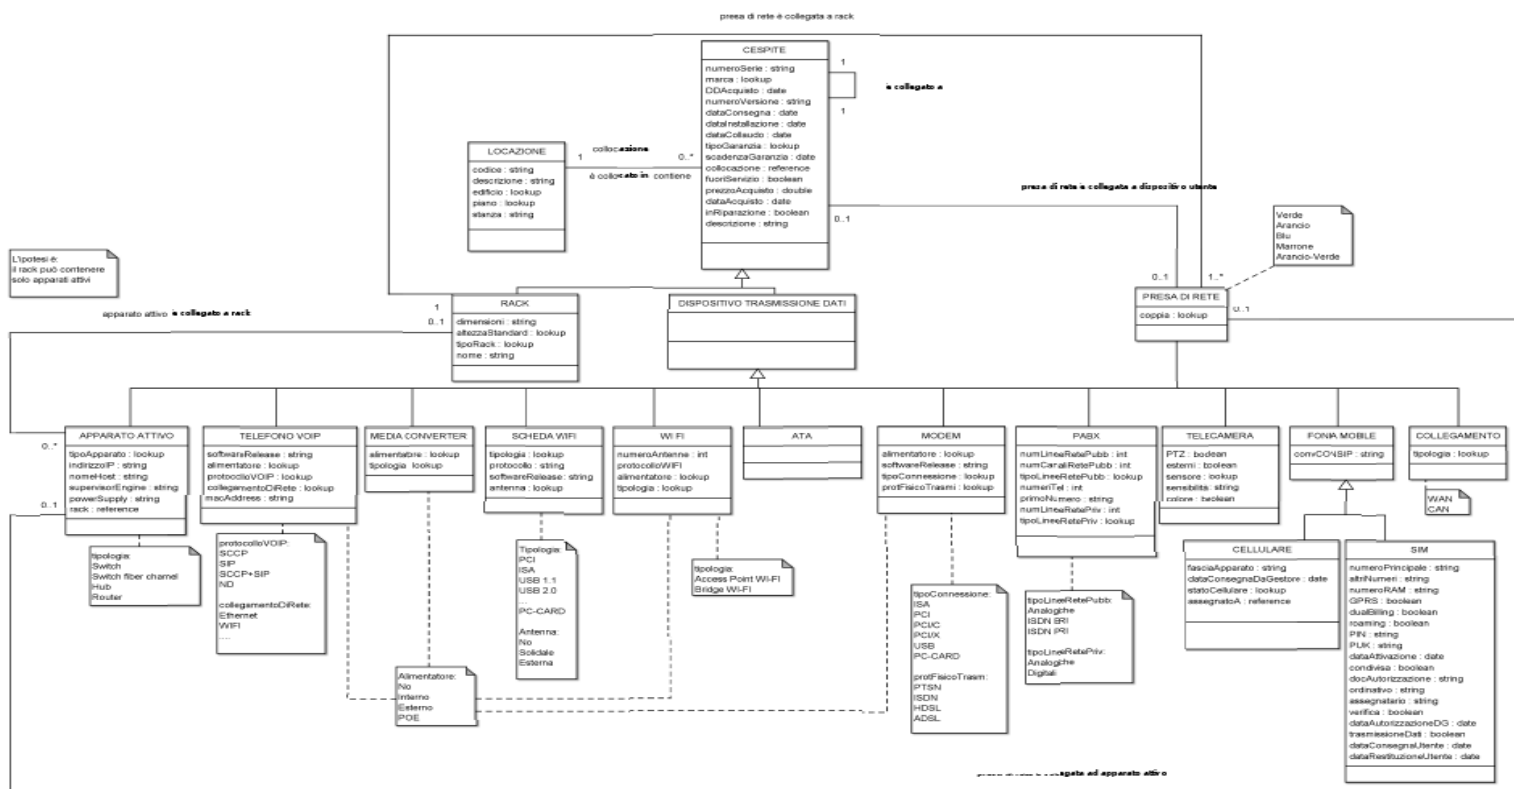 presa di rete è collegata a rack
CESPITE
numeroSerie : string
marca : lookup
DDAcquisto : date
numeroVersione : string
dataConsegna : date
dataInstallazione : date
dataCollaudo : date
tipoGaranzia : lookup
scadenzaGaranzia : date
collocazione : reference
fuoriServizio : boolean
prezzoAcquisto : double
dataAcquisto : date
inRiparazione : boolean
descrizione : string
1
1
is collegato a
LOCAZIONE
codice : string
descrizione : string
edificio : lookup
piano : lookup
stanza : string
collocazione
1
0..*
è collocato in contiene
presa di rete è collegata a dispositivo utente
0..1
0..1
1..*
Verde
Arancio
Blu
Marrone
Arancio-Verde
L'ipotesi è:
il rack può contenere
solo apparati attivi
apparato attivo è collegato a rack
1
0..1
RACK
dimensioni : string
altezzaStandard : lookup
tipoRack : lookup
nome : string
DISPOSITIVO TRASMISSIONE DATI
PRESA DI RETE
coppia : lookup
0..1
0..*
0..1
APPARATO ATTIVO
tipoApparato : lookup
indirizzoIP : string
nomeHost : string
supervisorEngine : string
powerSupply : string
rack : reference
tipologia:
Switch
Switch fiber channel
Hub
Router
TELEFONO VOIP
softwareRelease : string
alimentatore : lookup
protocolloVOIP : lookup
collegamentoDiRete : lookup
macAddress : string
protocolloVOIP:
SCCP
SIP
SCCP+SIP
ND
collegamentoDiRete:
Ethernet
WIFI
....
MEDIA CONVERTER
alimentatore : lookup
tipologia lookup
Alimentatore:
No
Interno
Esterno
POE
SCHEDA WIFI
tipologia : lookup
protocollo : string
softwareRelease : string
antenna : lookup
Tipologia:
PCI
ISA
USB 1.1
USB 2.0
...
PC-CARD
Antenna:
No
Solidale
Esterna
WI FI
numeroAntenne : int
protocolloWIFI
alimentatore : lookup
tipologia : lookup
tipologia:
Access Point WI-FI
Bridge WI-FI
ATA
MODEM
alimentatore : lookup
softwareRelease : string
tipoConnessione : lookup
protFisicoTrasmi : lookup
tipoConnessione:
ISA
PCI
PCI/C
PCI/X
USB
PC-CARD
protFisicoTrasm:
PTSN
ISDN
HDSL
ADSL
PABX
numLineeRetePubb : int
numCanaliRetePubb : int
tipoLineeRetePubb : lookup
numeriTel : int
primoNumero : string
numLineeRetePriv : int
tipoLineeRetePriv : lookup
tipoLineeRetePubb:
Analogiche
ISDN BRI
ISDN PRI
tipoLineeRetePriv:
Analogiche
Digitali
TELECAMERA
PTZ : boolean
esterni : boolean
sensore : lookup
sensibilità : string
colore : boolean
FONIA MOBILE
convCONSIP : string
COLLEGAMENTO
tipologia : lookup
WAN
CAN
CELLULARE
fasciaApparato : string
dataConsegnaDaGestore : date
statoCellulare : lookup
assegnatoA : reference
SIM
numeroPrincipale : string
altriNumeri : string
numeroRAM : string
GPRS : boolean
dualBilling : boolean
roaming : boolean
PIN : string
PUK : string
dataAttivazione : date
condivisa : boolean
docAutorizzazione : string
ordinativo : string
assegnatario : string
verifica : boolean
dataAutorizzazioneDG : date
trasmissioneDati : boolean
dataConsegnaUtente : date
dataRestituzioneUtente : date
ad apparato attivo